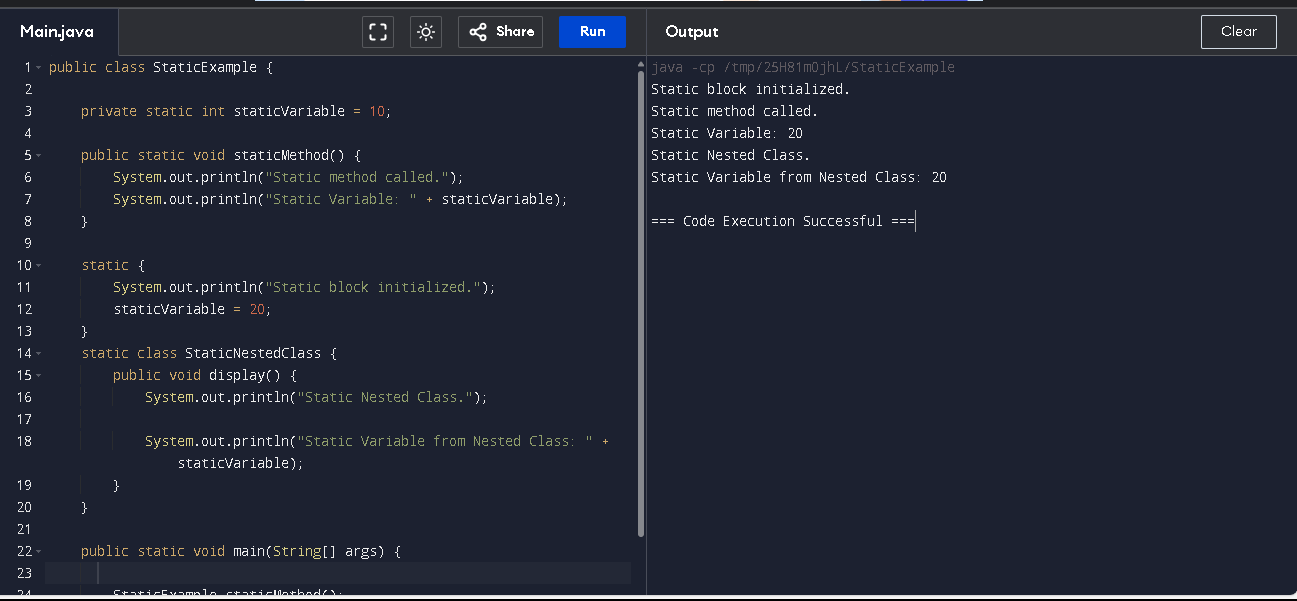 Main.java
Share
Run
Output
Clear
1 public class StaticExample {
2
3 private static int staticVariable = 10;
4
5 public static void staticMethod() {
6 System.out.println("Static method called.");
7 System.out.println("Static Variable: " + staticVariable);
8 }
9
10 static {
11 System.out.println("Static block initialized.");
12 staticVariable = 20;
13 }
14 static class StaticNestedClass {
15 public void display() {
16 System.out.println("Static Nested Class.");
17
18 System.out.println("Static Variable from Nested Class: " +
staticVariable);
19 }
20 }
21
22 public static void main(String[] args) {
23
24 StaticExample.staticMethod();
java -cp /tmp/25H81m0jhL/StaticExample
Static block initialized.
Static method called.
Static Variable: 20
Static Nested Class.
Static Variable from Nested Class: 20
=== Code Execution Successful ===